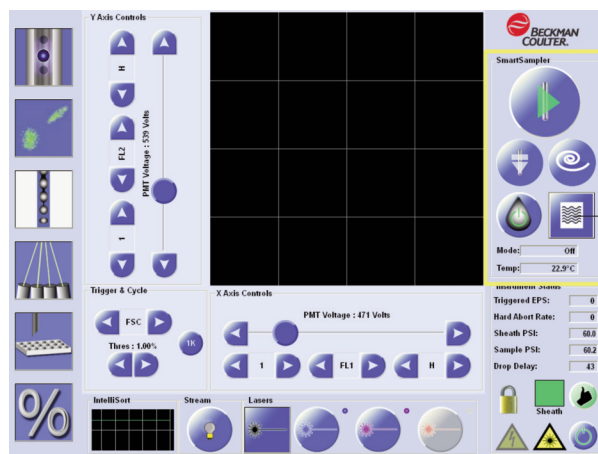 Y Axis Controls
H
FL2
1
PMT Voltage : 539 Volts
BECKMAN
COULTER.
SmartSampler
Mode: Off
Temp: 22.9°C
Instrument Status
Triggered EPS: 0
Hard Abort Rate: 0
Sheath PSI: 60.0
Sample PSI: 60.2
Drop Delay: 43
Sheath
Trigger & Cycle
FSC
Thres : 1.00%
1K
X Axis Controls
PMT Voltage : 471 Volts
1
FL1
H
IntelliSort
Stream
Lasers
%